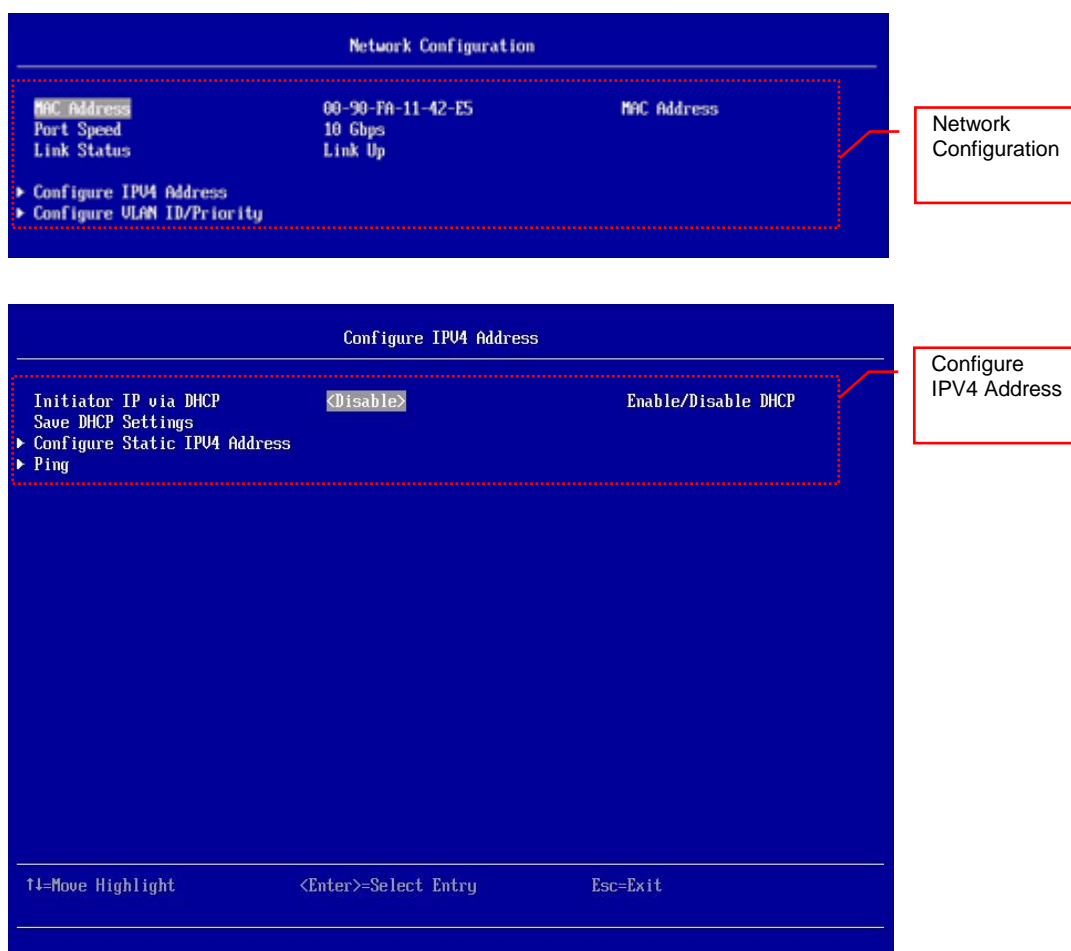 Network Configuration
MAC Address 00-90-FA-11-42-E5 MAC Address
Port Speed 10 Gbps
Link Status Link Up
Configure IPV4 Address
Configure VLAN ID/Priority
Network
Configuration
Configure IPV4 Address
Initiator IP via DHCP <Disable> Enable/Disable DHCP
Save DHCP Settings
Configure Static IPV4 Address
Ping
Configure
IPV4 Address
↑↓=Move Highlight <Enter>=Select Entry Esc=Exit